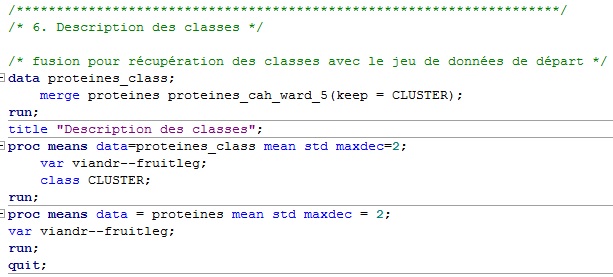 /*********************************************************************/
/* 6. Description des classes */
/* fusion pour récupération des classes avec le jeu de données de départ */
data proteines_class;
merge proteines proteines_cah_ward_5(keep = CLUSTER);
run;
title "Description des classes";
proc means data=proteines_class mean std maxdec=2;
var viandr--fruitleg;
class CLUSTER;
run;
proc means data = proteines mean std maxdec = 2;
var viandr--fruitleg;
run;
quit;